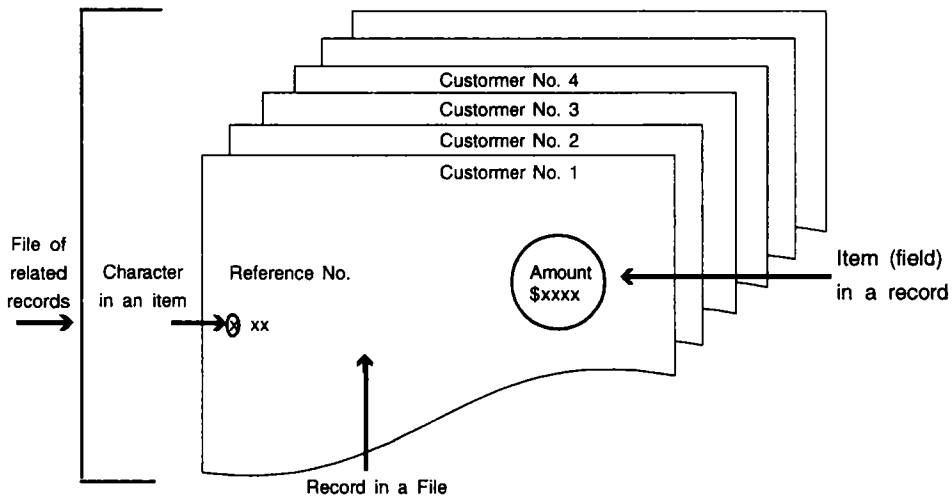 Custormer No. 4
Custormer No. 3
Custormer No. 2
Custormer No. 1
File of
related
records
Character
in an item
Reference No.
x xx
Amount
$xxxx
Item (field)
in a record
Record in a File